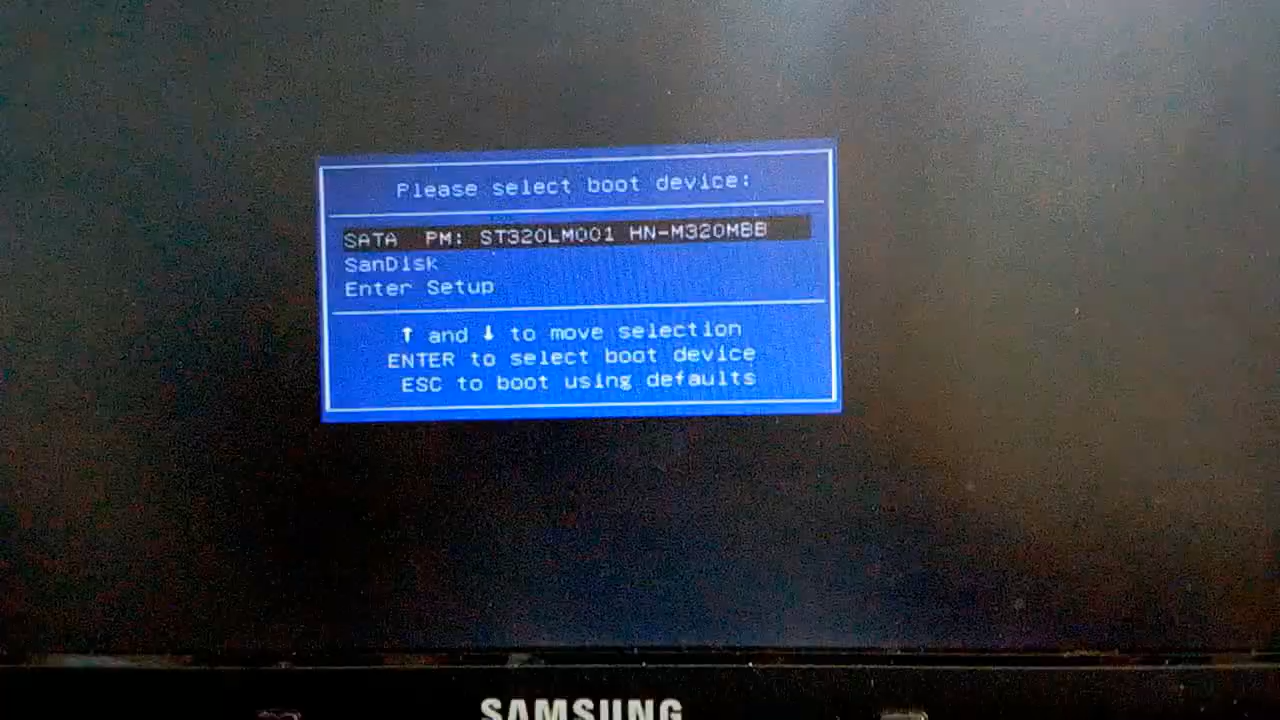 Please select boot device:
SATA PM: ST320LM001 HN-M320MBB
SanDisk
Enter Setup
↑ and ↓ to move selection
ENTER to select boot device
ESC to boot using defaults
SAMSUNG